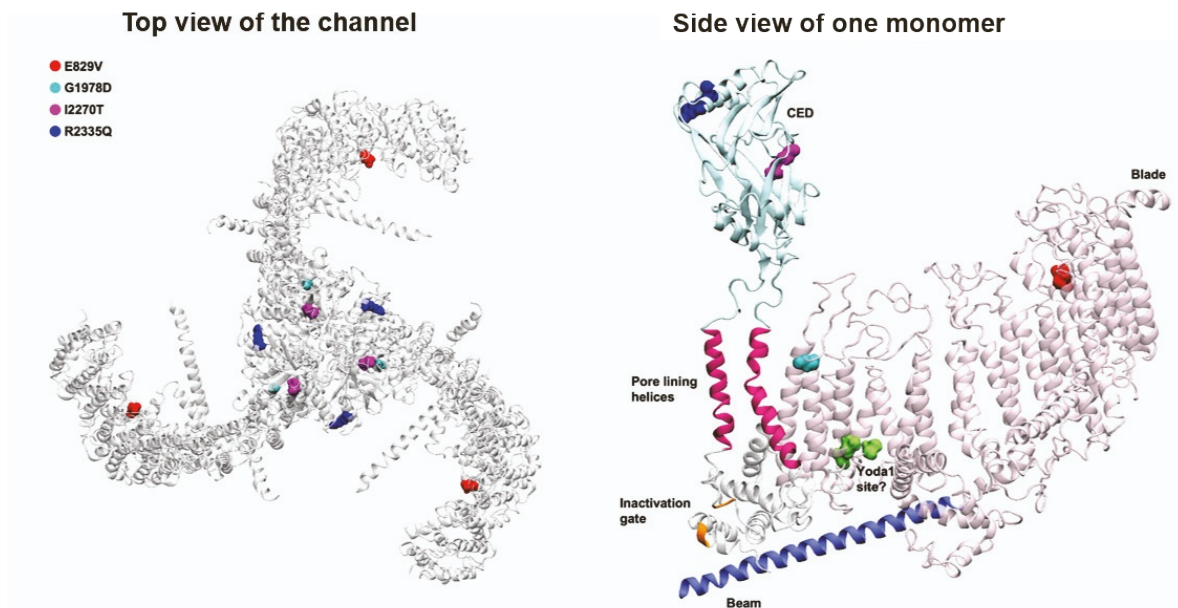 Top view of the channel
E829V
G1978D
I2270T
R2335Q
Side view of one monomer
CED
Blade
Pore lining
helices
Yoda1
site?
Inactivation
gate
Beam